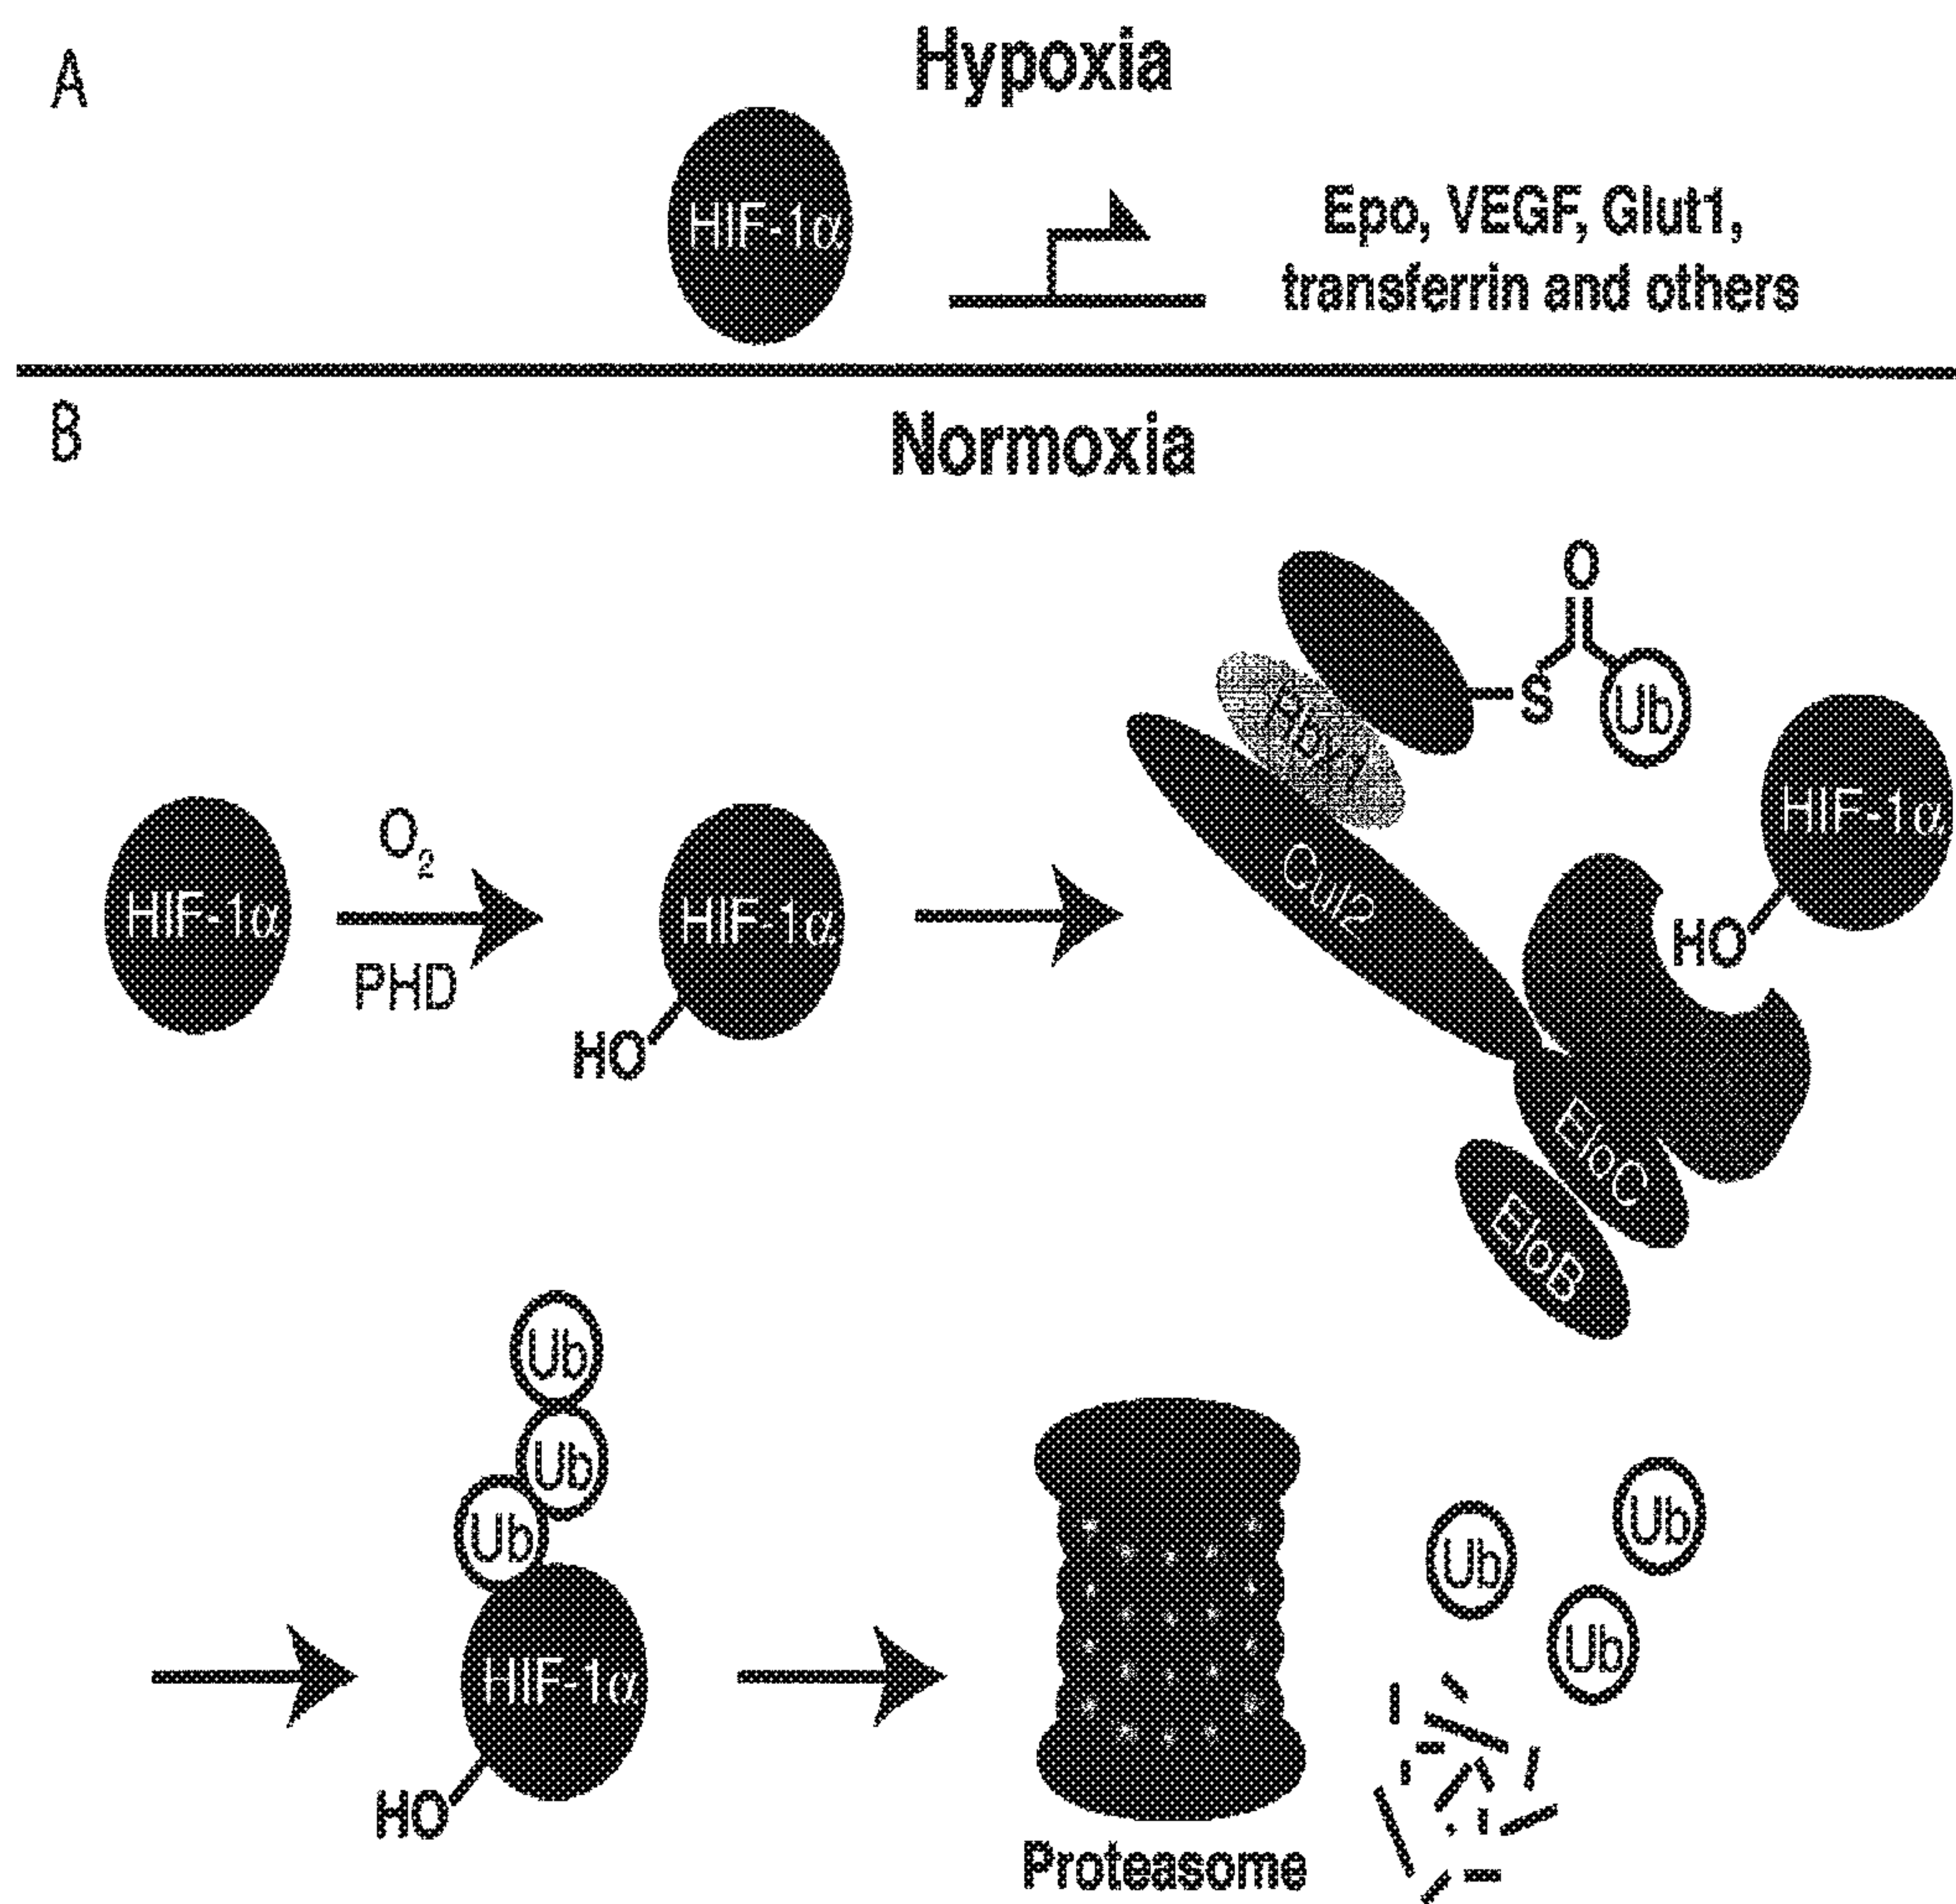 A
Hypoxia
HIF-1α
Epo, VEGF, Glut1,
transferrin and others
B
Normoxia
O
S
Ub
HIF-1α
Cul2
HO
O₂
HIF-1α
PHD
HIF-1α
HO
EloC
EloB
Ub
Ub
Ub
HIF-1α
HO
Ub
Ub
Ub
Proteasome